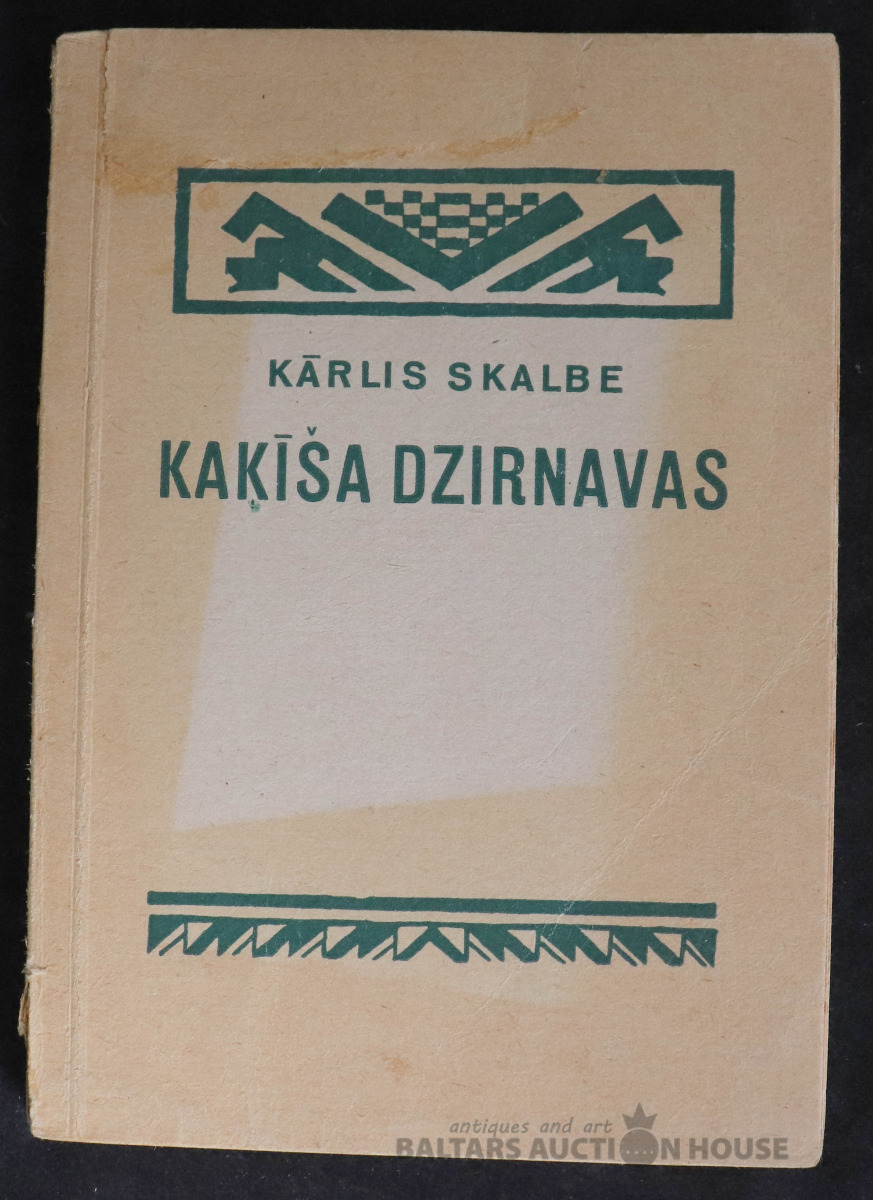 KĀRLIS SKALBE
KAĶĪŠA DZIRNAVAS
antiques and art
BALTARS AUCTION HOUSE